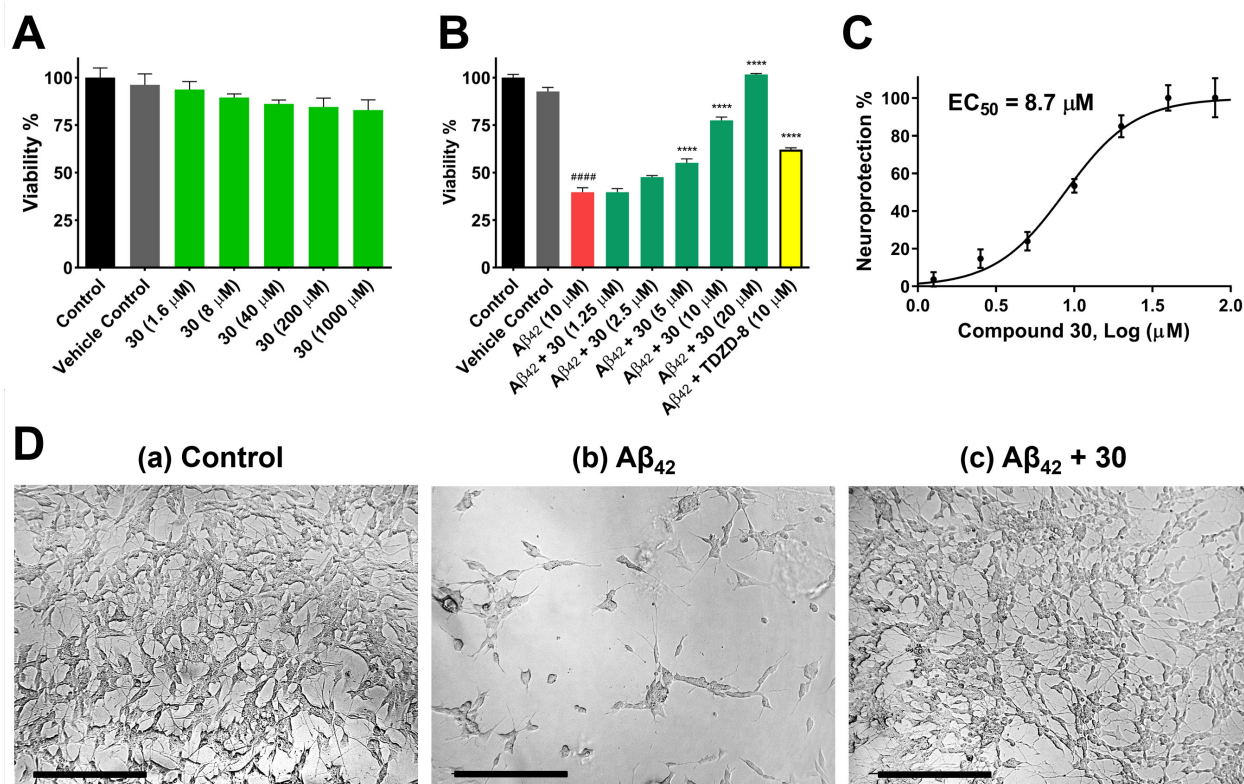 A
Viability %
100
75
50
25
0
Control
Vehicle Control
30 (1.6 μM)
30 (8 μM)
30 (40 μM)
30 (200 μM)
30 (1000 μM)
B
Viability %
100
75
50
25
0
####
****
****
****
****
Control
Vehicle Control
Aβ42 (10 μM)
Aβ42 + 30 (1.25 μM)
Aβ42 + 30 (2.5 μM)
Aβ42 + 30 (5 μM)
Aβ42 + 30 (10 μM)
Aβ42 + 30 (20 μM)
Aβ42 + TDZD-8 (10 μM)
C
Neuroprotection %
100
80
60
40
20
0
EC50 = 8.7 μM
0.0 0.5 1.0 1.5 2.0
Compound 30, Log (μM)
D
(a) Control
(b) Aβ42
(c) Aβ42 + 30